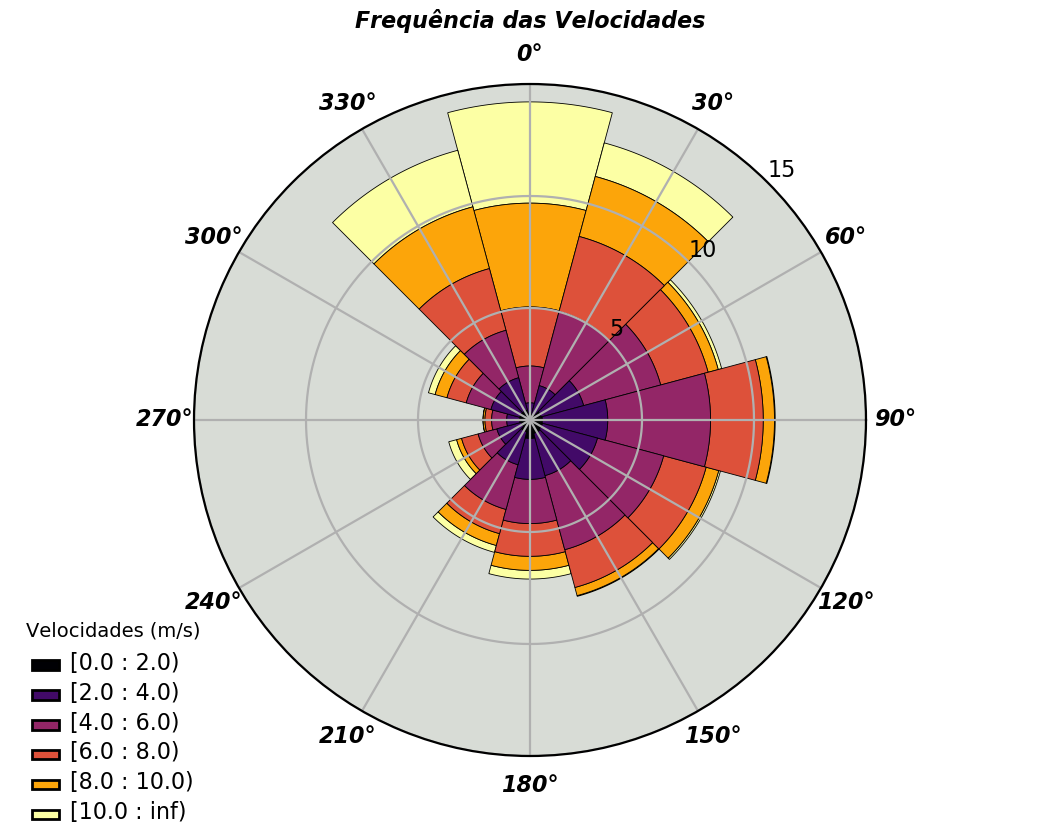 Frequência das Velocidades
0°
330°
30°
15
300°
60°
10
5
270°
90°
240°
120°
210°
150°
180°
Velocidades (m/s)
[0.0 : 2.0)
[2.0 : 4.0)
[4.0 : 6.0)
[6.0 : 8.0)
[8.0 : 10.0)
[10.0 : inf)